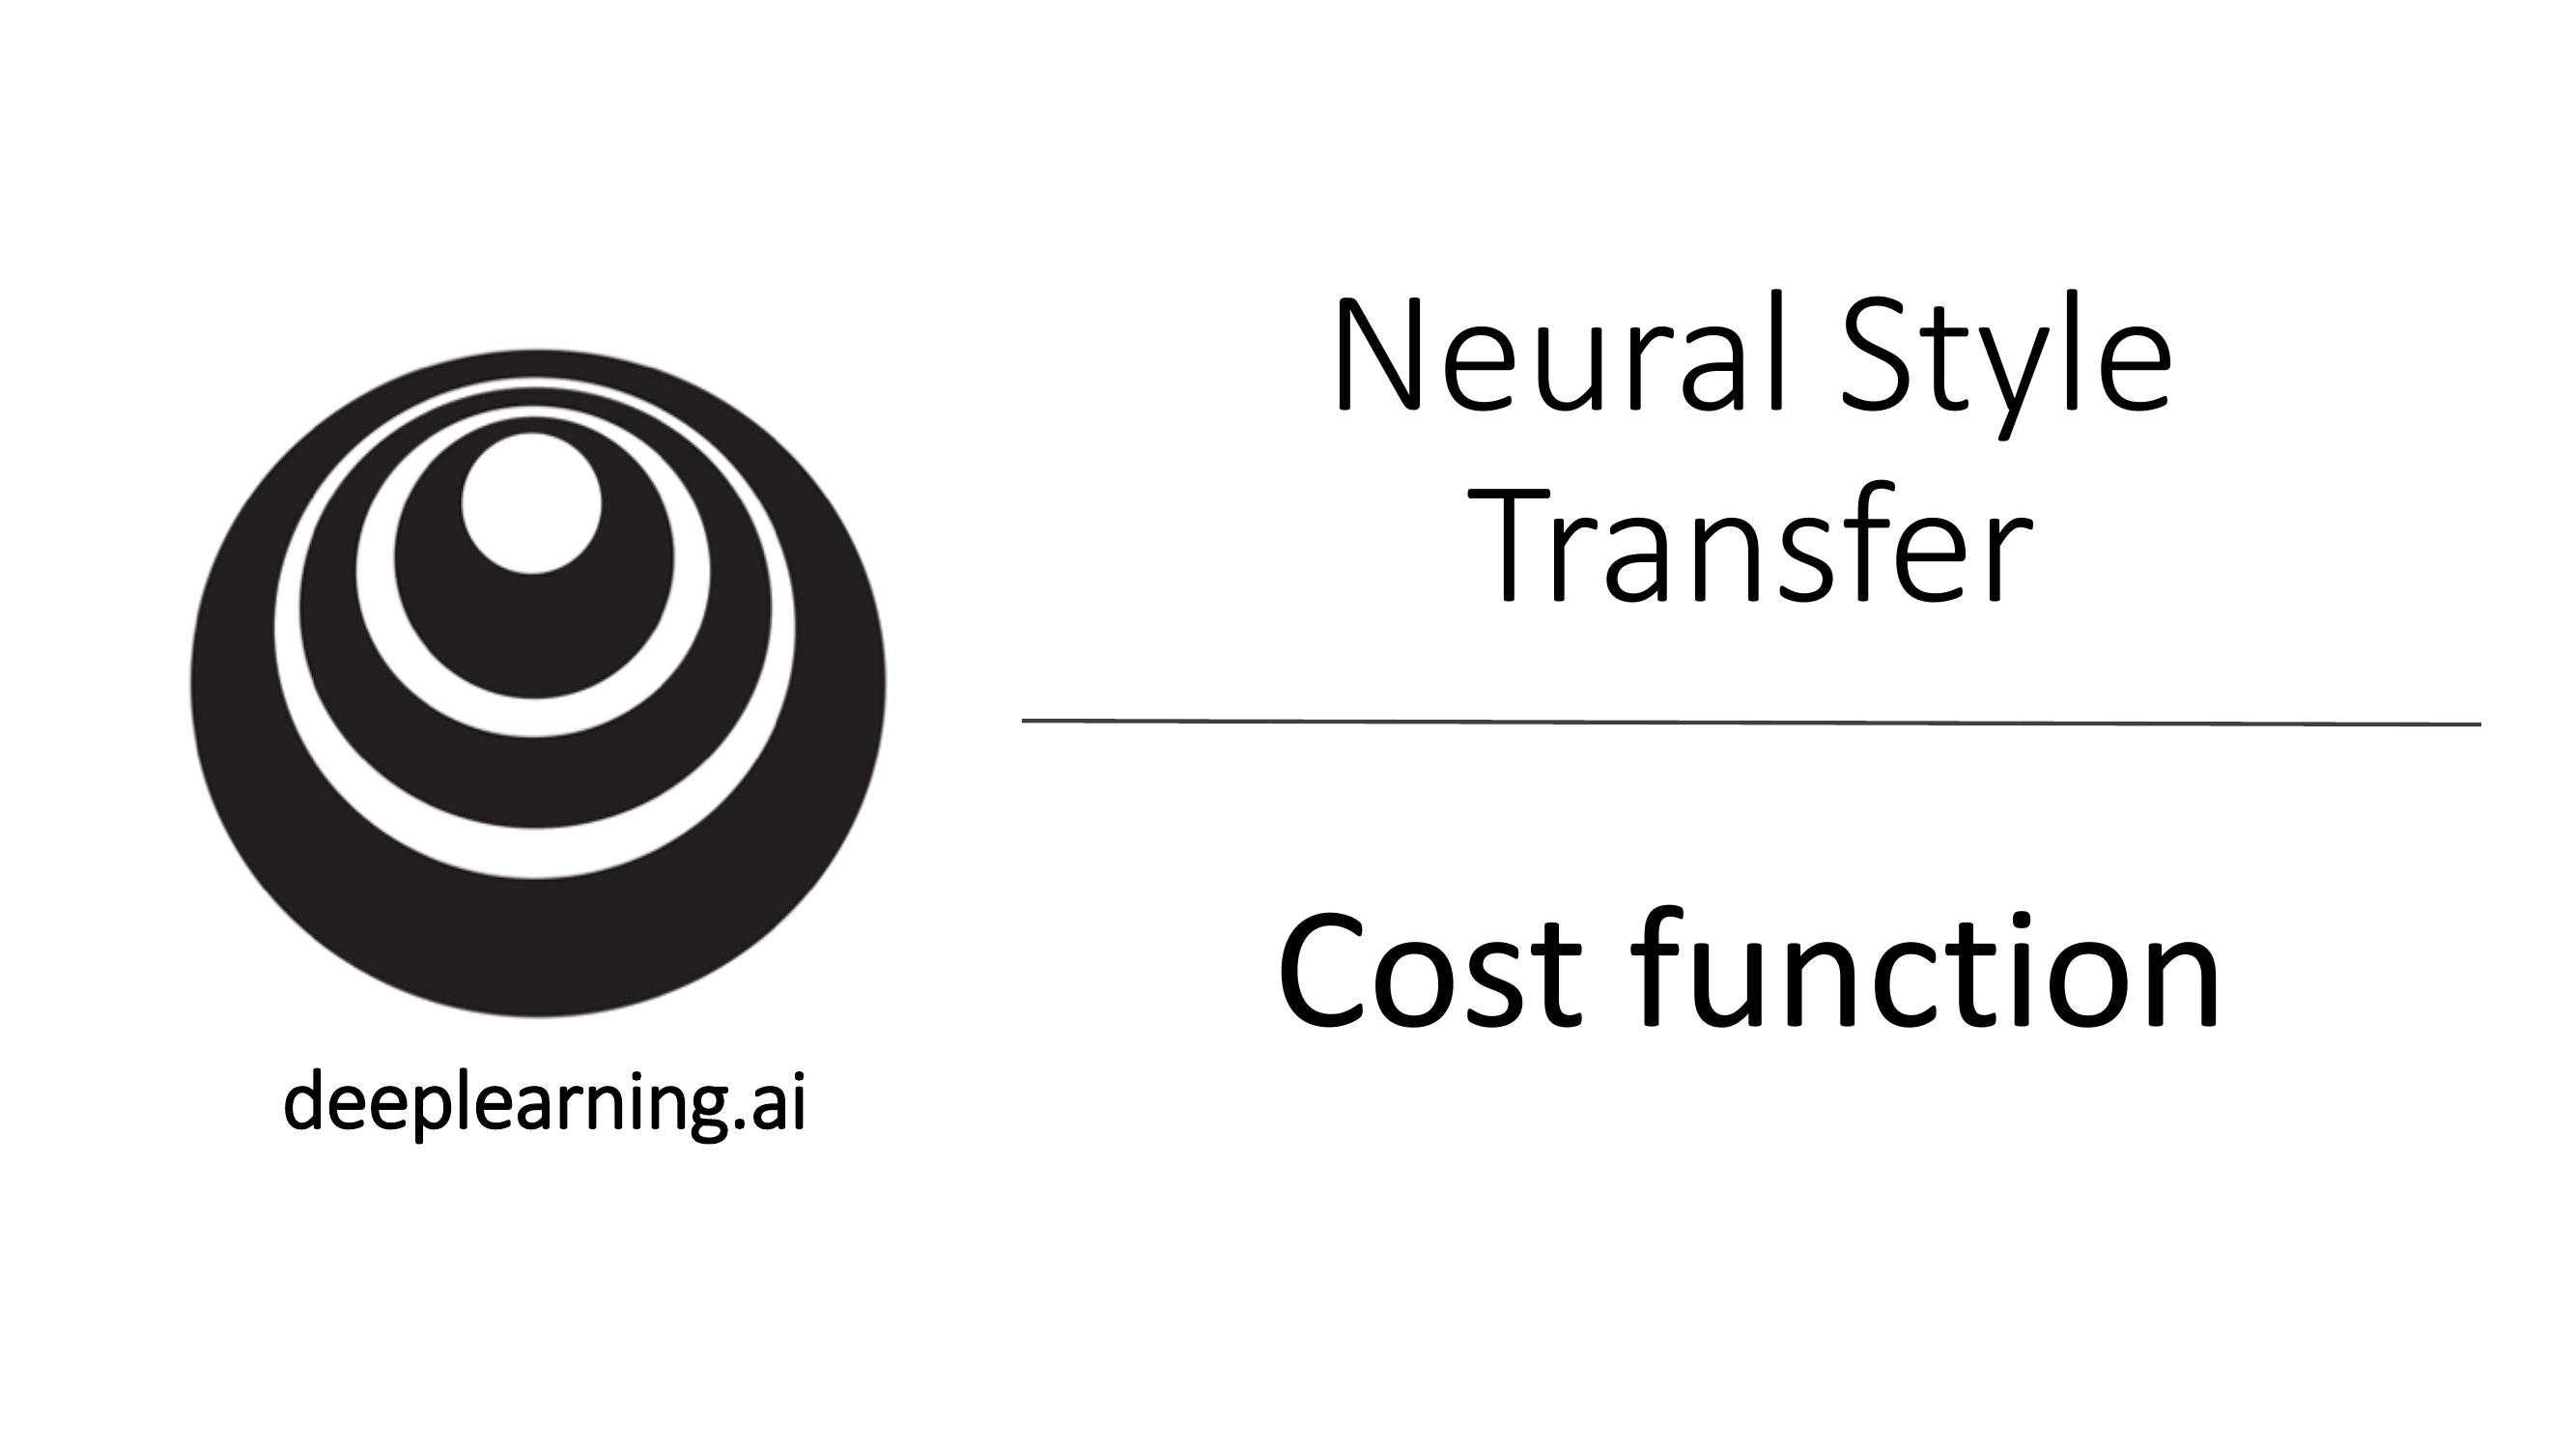 Neural Style
Transfer
Cost function
deeplearning.ai